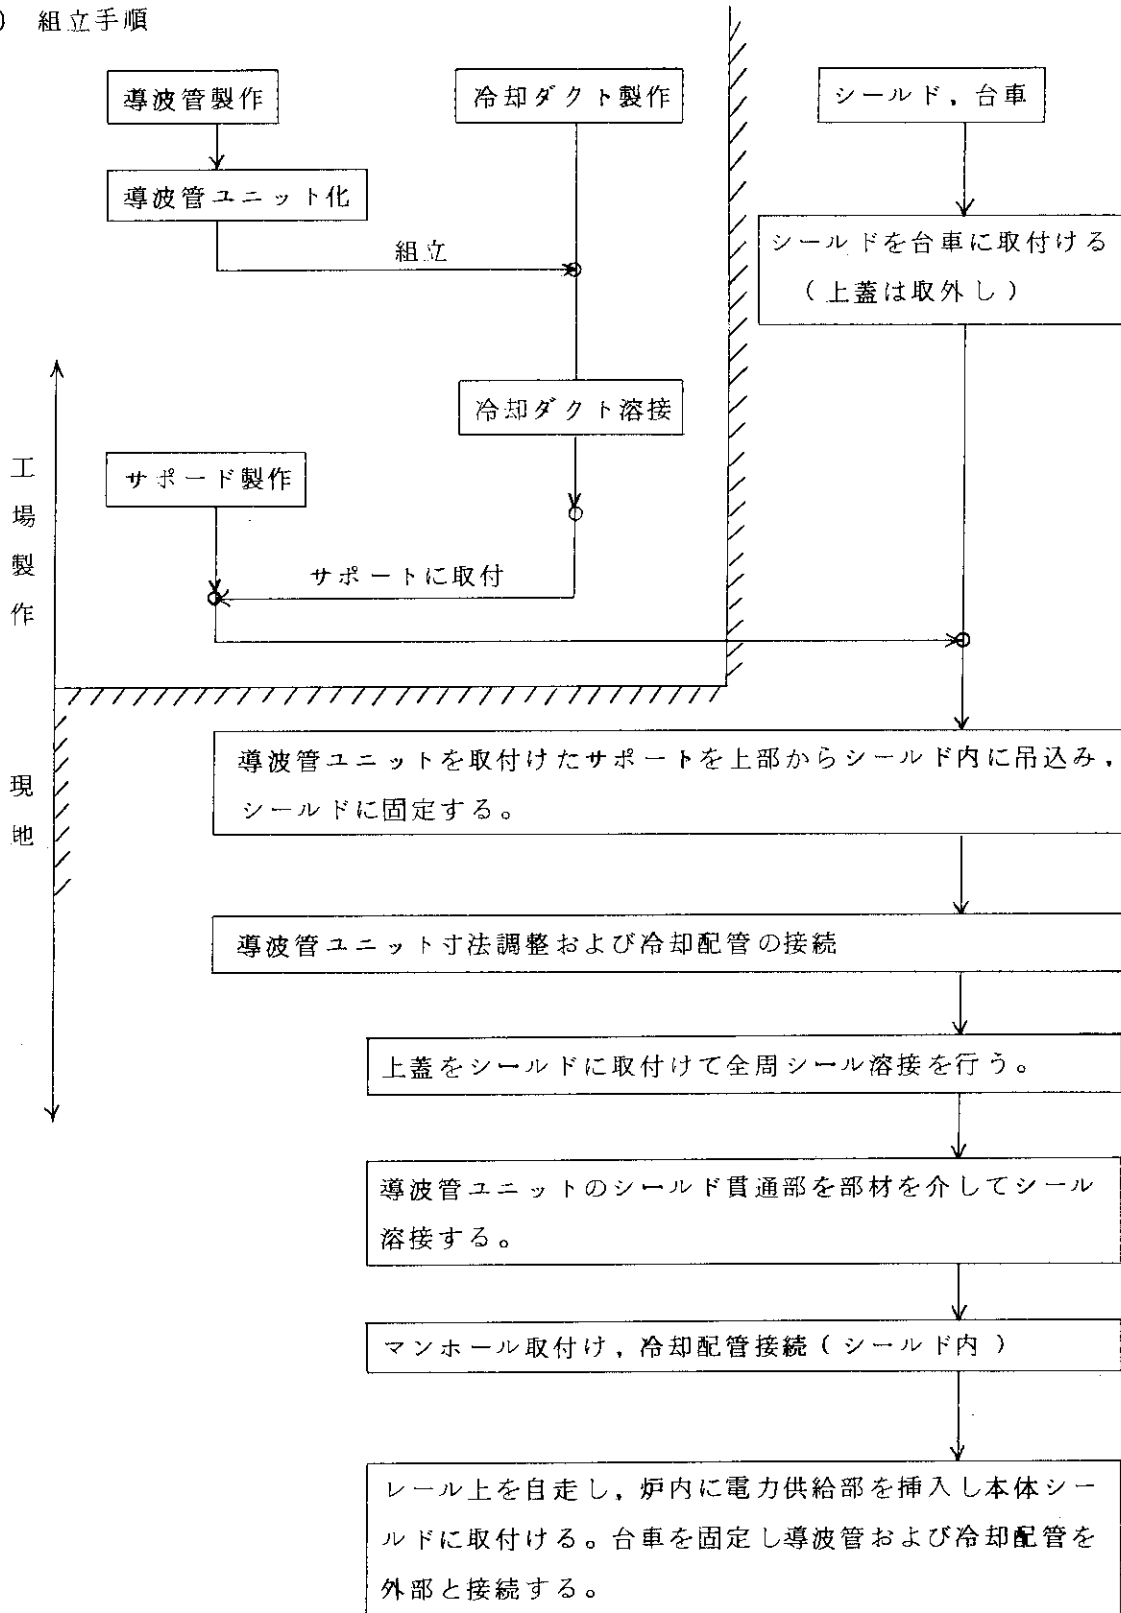 ) 組立手順
導波管製作
冷却ダクト製作
シールド，台車
導波管ユニット化
組立
シールドを台車に取付ける
（上蓋は取外し）
冷却ダクト溶接
サポード製作
サポートに取付
工場製作
現地
導波管ユニットを取付けたサポートを上部からシールド内に吊込み，
シールドに固定する。
導波管ユニット寸法調整および冷却配管の接続
上蓋をシールドに取付けて全周シール溶接を行う。
導波管ユニットのシールド貫通部を部材を介してシール
溶接する。
マンホール取付け，冷却配管接続（シールド内）
レール上を自走し，炉内に電力供給部を挿入し本体シー
ルドに取付ける。台車を固定し導波管および冷却配管を
外部と接続する。